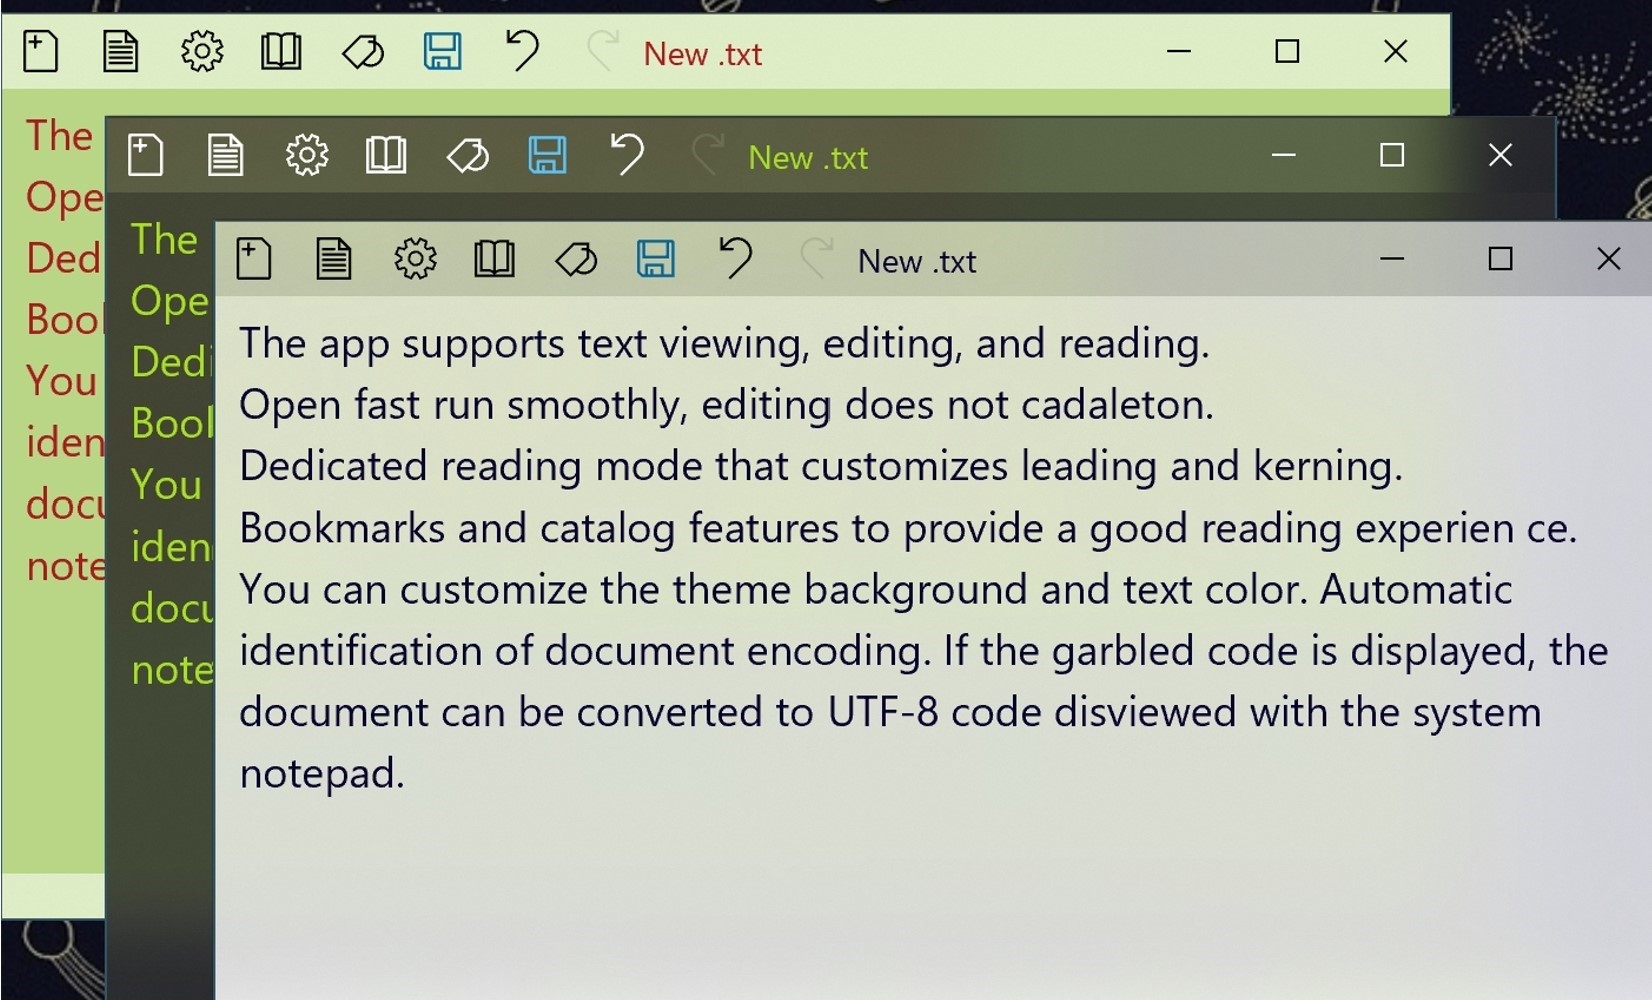 New .txt
The
Ope
Ded
Book
You
iden
docu
note
New .txt
The
Ope
Dedi
Book
You
iden
docu
note
New .txt
The app supports text viewing, editing, and reading.
Open fast run smoothly, editing does not cadaleton.
Dedicated reading mode that customizes leading and kerning.
Bookmarks and catalog features to provide a good reading experien ce.
You can customize the theme background and text color. Automatic
identification of document encoding. If the garbled code is displayed, the
document can be converted to UTF-8 code disviewed with the system
notepad.